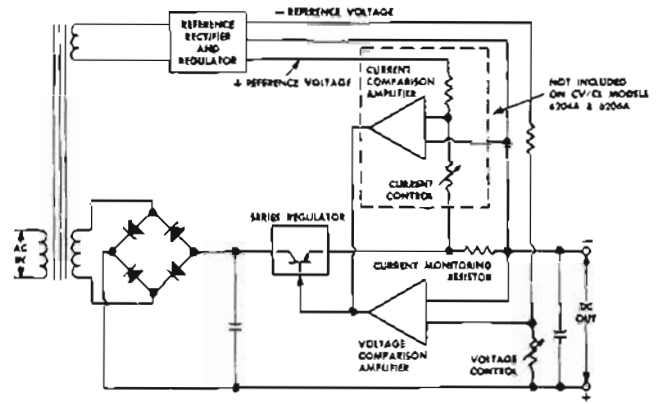 — REFERENCE VOLTAGE
REFERENCE
RECTIFIER
AND
REGULATOR
+ REFERENCE VOLTAGE
CURRENT
COMPARISON
AMPLIFIER
NOT INCLUDED
ON CV/CL MODELS
6204A & 6206A
CURRENT
CONTROL
SERIES REGULATOR
AC
IN
CURRENT MONITORING
RESISTOR
—
DC
OUT
VOLTAGE
COMPARISON
AMPLIFIER
VOLTAGE
CONTROL
+